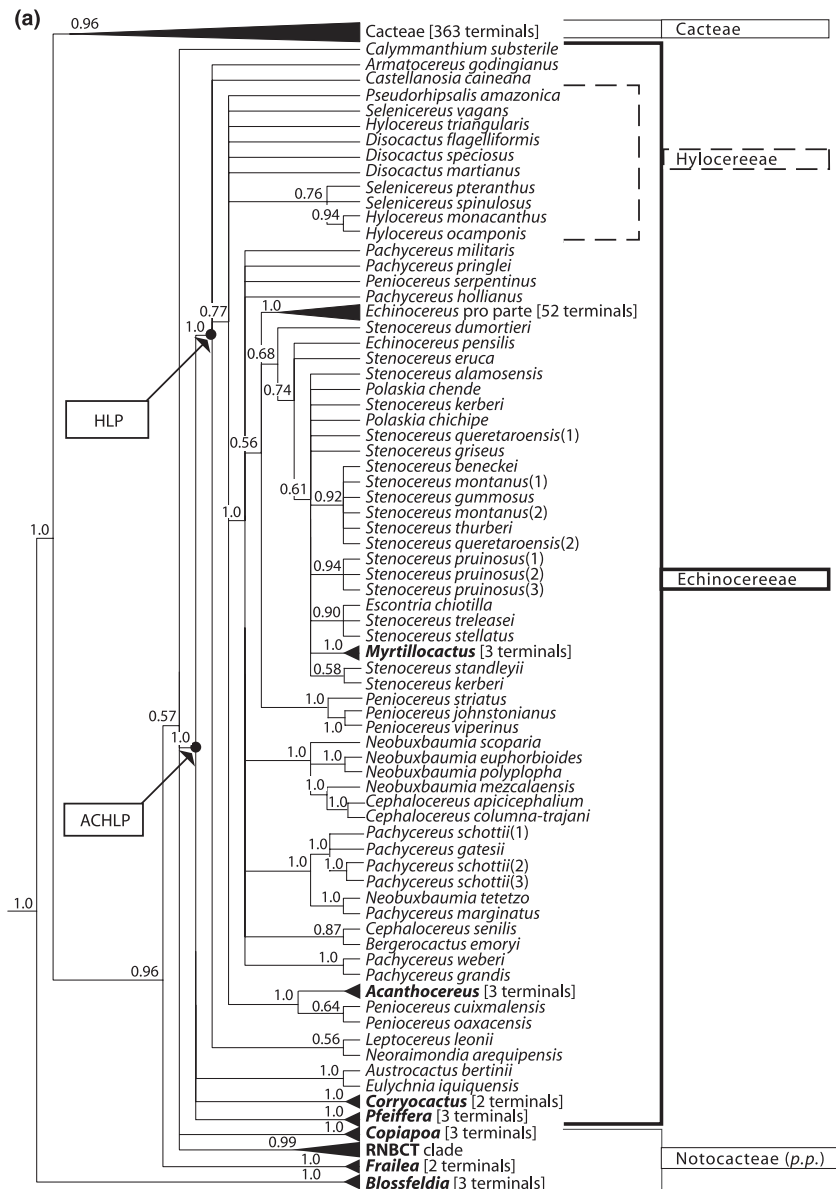 (a)
0.96
Cacteae [363 terminals]
Cacteae
Calymmanthium substerile
Armatocereus godingianus
Castellanosia caineana
Pseudorhipsalis amazonica
Selenicereus vagans
Hylocereus triangularis
Disocactus flagelliformis
Disocactus speciosus
Hylocereeae
Disocactus martianus
0.76
Selenicereus pteranthus
Selenicereus spinulosus
0.94
Hylocereus monacanthus
Hylocereus ocamponis
Pachycereus militaris
Pachycereus pringlei
Peniocereus serpentinus
Pachycereus hollianus
0.77
1.0
Echinocereus pro parte [52 terminals]
1.0
Stenocereus dumortieri
Echinocereus pensilis
0.68
Stenocereus eruca
Stenocereus alamosensis
0.74
Polaskia chende
Stenocereus kerberi
HLP
Polaskia chichipe
Stenocereus queretaroensis(1)
0.56
Stenocereus griseus
Stenocereus beneckei
0.61
0.92
Stenocereus montanus(1)
Stenocereus gummosus
1.0
Stenocereus montanus(2)
Stenocereus thurberi
1.0
Stenocereus queretaroensis(2)
Stenocereus pruinosus(1)
0.94
Stenocereus pruinosus(2)
Echinocereeae
Stenocereus pruinosus(3)
Escontria chiotilla
0.90
Stenocereus treleasei
Stenocereus stellatus
1.0
Myrtillocactus [3 terminals]
0.58
Stenocereus standleyii
Stenocereus kerberi
1.0
Peniocereus striatus
Peniocereus johnstonianus
0.57
1.0
Peniocereus viperinus
1.0
Neobuxbaumia scoparia
1.0
1.0
Neobuxbaumia euphorbioides
Neobuxbaumia polyplopha
1.0
Neobuxbaumia mezcalaensis
1.0
Cephalocereus apicicephalium
ACHLP
Cephalocereus columna-trajani
Pachycereus schottii(1)
1.0
Pachycereus gatesii
1.0
1.0
Pachycereus schottii(2)
Pachycereus schottii(3)
1.0
Neobuxbaumia tetetzo
1.0
Pachycereus marginatus
0.87
Cephalocereus senilis
Bergerocactus emoryi
1.0
Pachycereus weberi
0.96
Pachycereus grandis
1.0
Acanthocereus [3 terminals]
0.64
Peniocereus cuixmalensis
Peniocereus oaxacensis
0.56
Leptocereus leonii
Neoraimondia arequipensis
1.0
Austrocactus bertinii
Eulychnia iquiquensis
1.0
Corryocactus [2 terminals]
1.0
Pfeiffera [3 terminals]
1.0
Copiapoa [3 terminals]
0.99
RNBCT clade
Notocacteae (p.p.)
1.0
Frailea [2 terminals]
1.0
Blossfeldia [3 terminals]